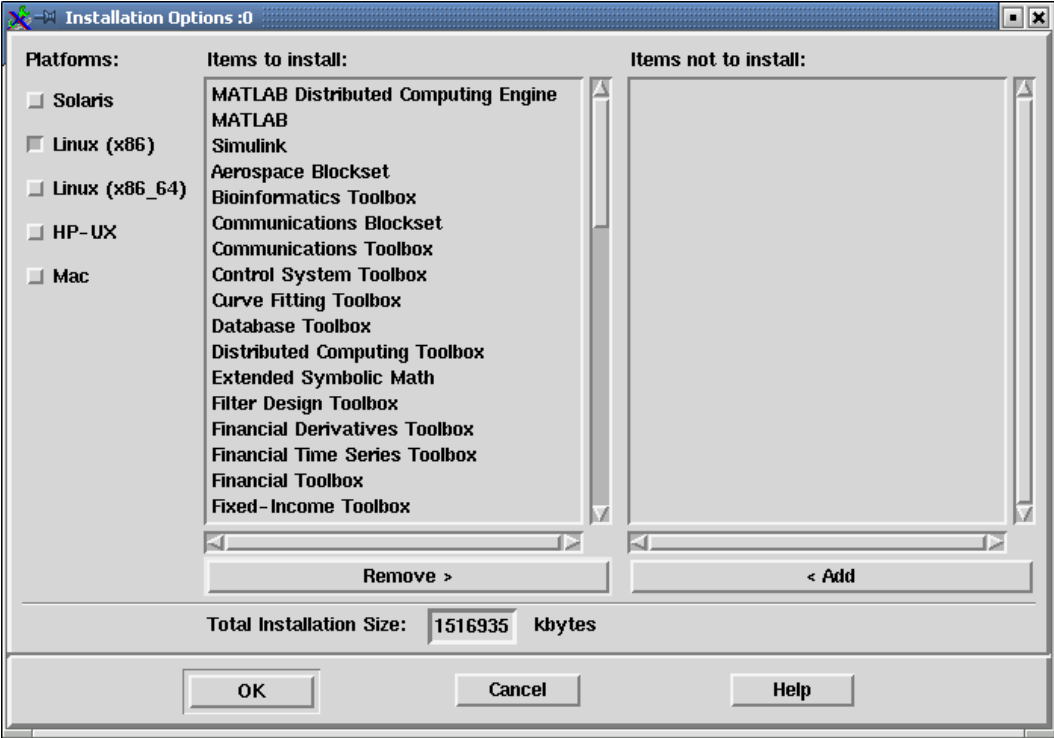 Installation Options :0
Platforms:
Solaris
Linux (x86)
Linux (x86_64)
HP-UX
Mac
Items to install:
MATLAB Distributed Computing Engine
MATLAB
Simulink
Aerospace Blockset
Bioinformatics Toolbox
Communications Blockset
Communications Toolbox
Control System Toolbox
Curve Fitting Toolbox
Database Toolbox
Distributed Computing Toolbox
Extended Symbolic Math
Filter Design Toolbox
Financial Derivatives Toolbox
Financial Time Series Toolbox
Financial Toolbox
Fixed-Income Toolbox
Remove >
Items not to install:
< Add
Total Installation Size: 1516935 kbytes
OK Cancel Help